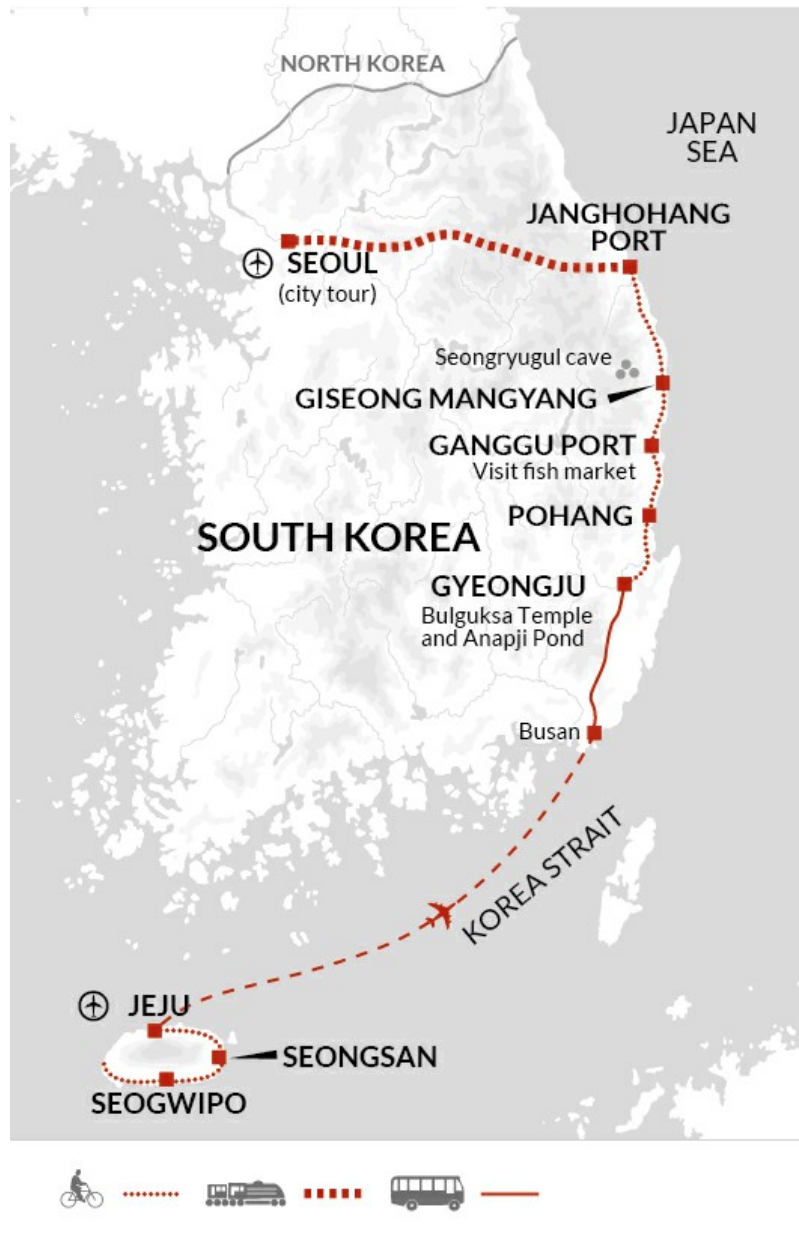 NORTH KOREA
JAPAN
SEA
JANGHOHANG
PORT
SEOUL
(city tour)
Seongryugul cave
GISEONG MANGYANG
GANGGU PORT
Visit fish market
POHANG
SOUTH KOREA
GYEONGJU
Bulguksa Temple
and Anapji Pond
Busan
KOREA STRAIT
JEJU
SEONGSAN
SEOGWIPO